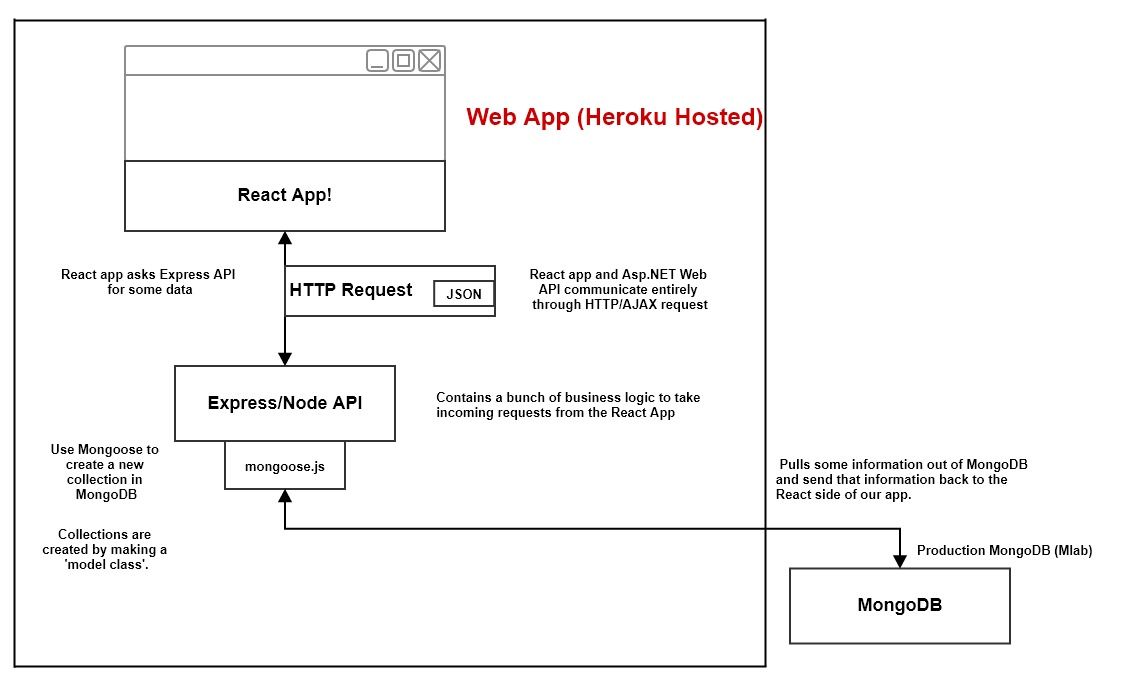 Web App (Heroku Hosted)
React App!
React app asks Express API
for some data
HTTP Request
JSON
React app and Asp.NET Web
API communicate entirely
through HTTP/AJAX request
Express/Node API
Contains a bunch of business logic to take
incoming requests from the React App
mongoose.js
Use Mongoose to
create a new
collection in
MongoDB
Collections are
created by making a
'model class'.
Pulls some information out of MongoDB
and send that information back to the
React side of our app.
Production MongoDB (Mlab)
MongoDB